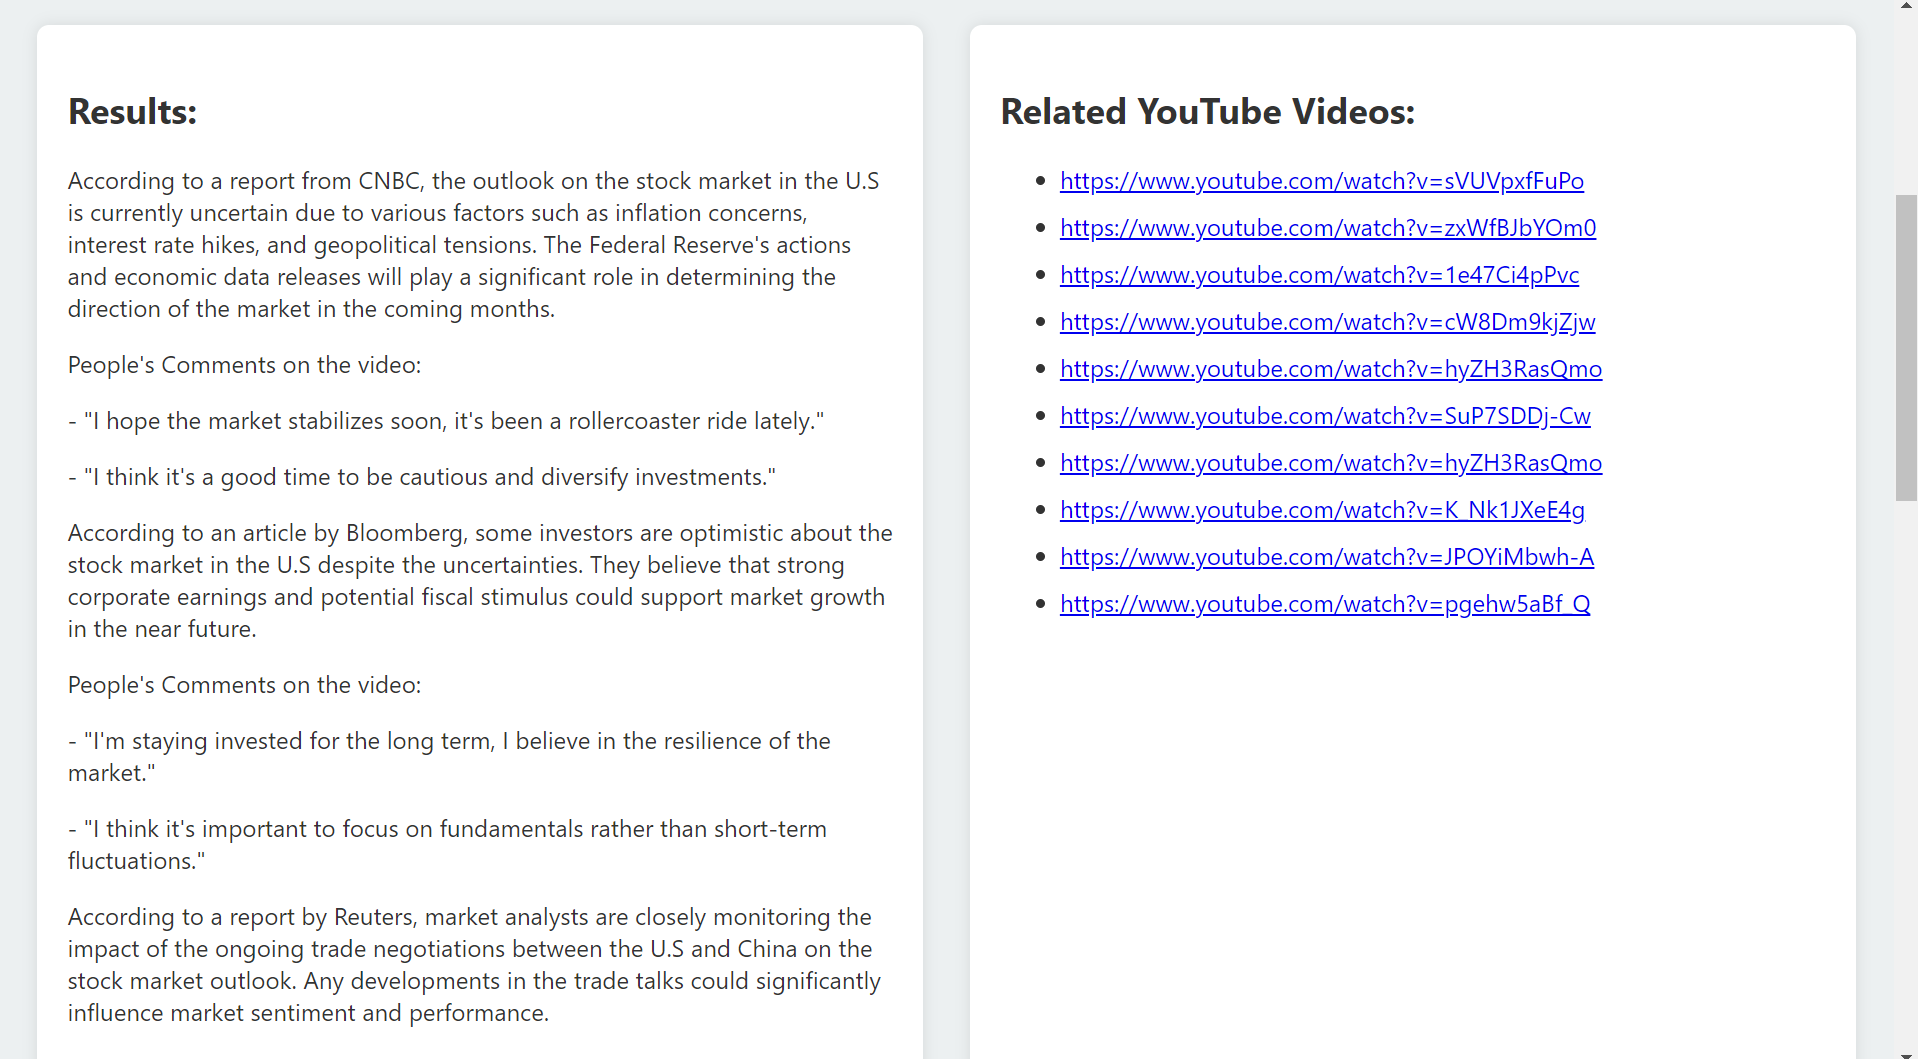 Results:
According to a report from CNBC, the outlook on the stock market in the U.S
is currently uncertain due to various factors such as inflation concerns,
interest rate hikes, and geopolitical tensions. The Federal Reserve's actions
and economic data releases will play a significant role in determining the
direction of the market in the coming months.
People's Comments on the video:
- "I hope the market stabilizes soon, it's been a rollercoaster ride lately."
- "I think it's a good time to be cautious and diversify investments."
According to an article by Bloomberg, some investors are optimistic about the
stock market in the U.S despite the uncertainties. They believe that strong
corporate earnings and potential fiscal stimulus could support market growth
in the near future.
People's Comments on the video:
- "I'm staying invested for the long term, I believe in the resilience of the
market."
- "I think it's important to focus on fundamentals rather than short-term
fluctuations."
According to a report by Reuters, market analysts are closely monitoring the
impact of the ongoing trade negotiations between the U.S and China on the
stock market outlook. Any developments in the trade talks could significantly
influence market sentiment and performance.
Related YouTube Videos:
https://www.youtube.com/watch?v=sVUVpxfFuPo
https://www.youtube.com/watch?v=zxWfBJbYOm0
https://www.youtube.com/watch?v=1e47Ci4pPvc
https://www.youtube.com/watch?v=cW8Dm9kjZjw
https://www.youtube.com/watch?v=hyZH3RasQmo
https://www.youtube.com/watch?v=SuP7SDDj-Cw
https://www.youtube.com/watch?v=hyZH3RasQmo
https://www.youtube.com/watch?v=K_Nk1JXeE4g
https://www.youtube.com/watch?v=JPOYiMbwh-A
https://www.youtube.com/watch?v=pgehw5aBf_Q